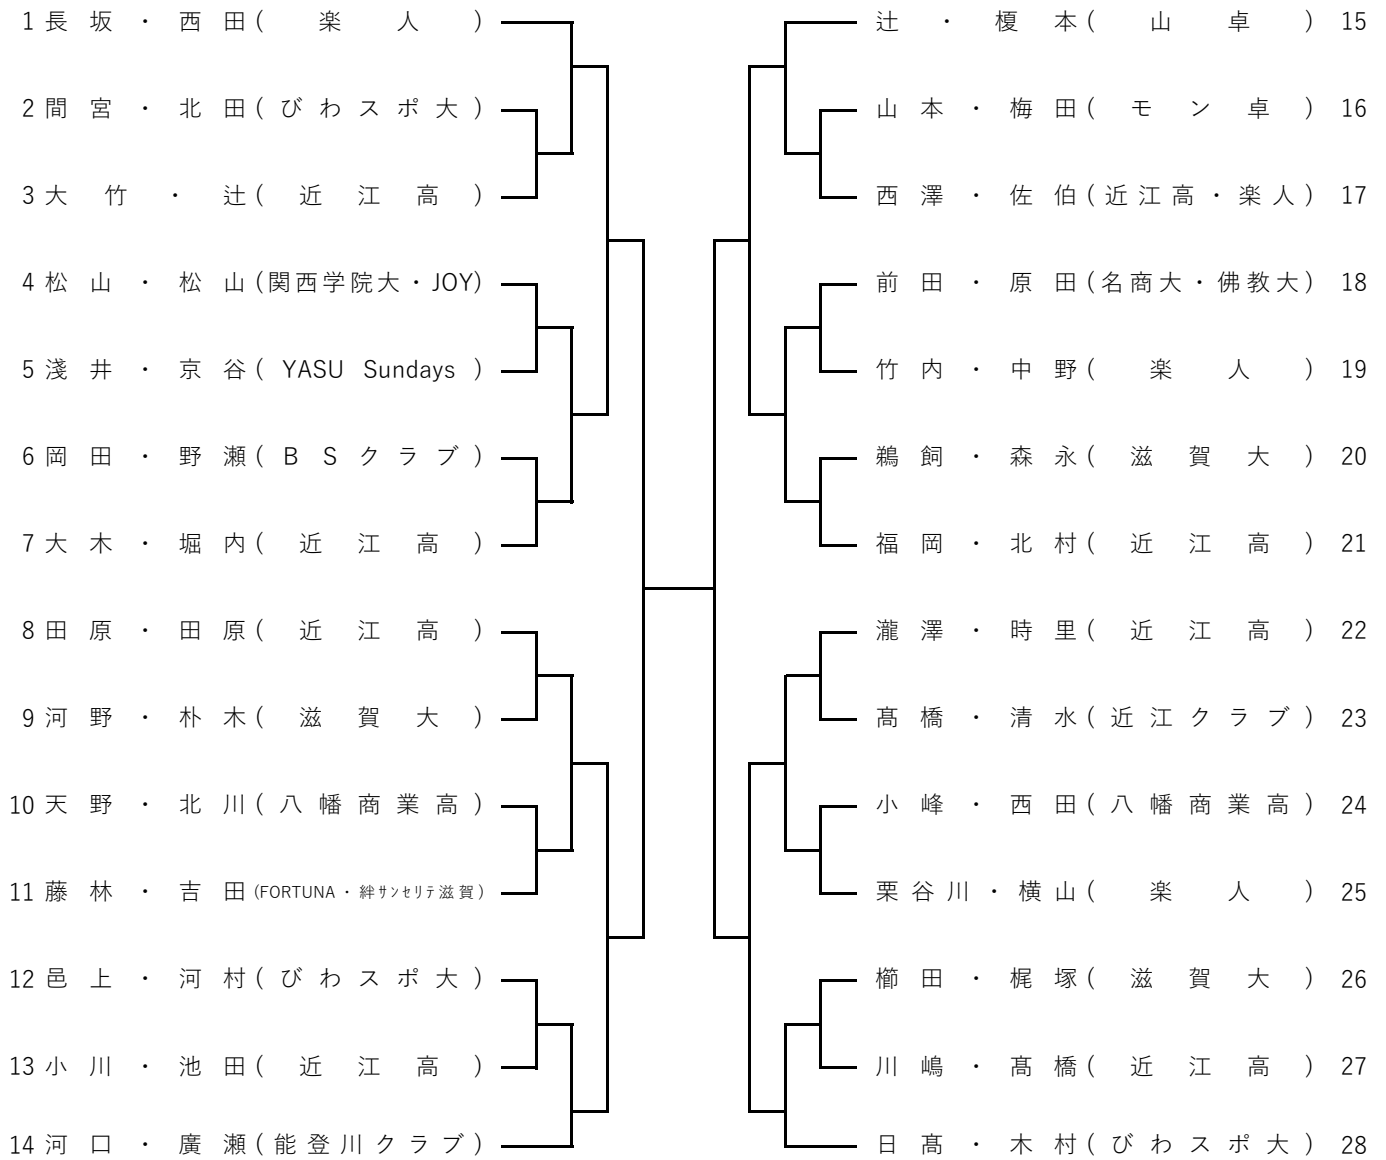 1 長坂・西田(楽人)
2 間宮・北田(びわスポ大)
3 大竹・辻(近江高)
4 松山・松山(関西学院大・JOY)
5 淺井・京谷(YASU Sundays)
6 岡田・野瀬(BSクラブ)
7 大木・堀内(近江高)
8 田原・田原(近江高)
9 河野・朴木(滋賀大)
10 天野・北川(八幡商業高)
11 藤林・吉田(FORTUNA・絆サンセリテ滋賀)
12 邑上・河村(びわスポ大)
13 小川・池田(近江高)
14 河口・廣瀬(能登川クラブ)
辻・榎本(山卓) 15
山本・梅田(モン卓) 16
西澤・佐伯(近江高・楽人) 17
前田・原田(名商大・佛教大) 18
竹内・中野(楽人) 19
鵜飼・森永(滋賀大) 20
福岡・北村(近江高) 21
瀧澤・時里(近江高) 22
髙橋・清水(近江クラブ) 23
小峰・西田(八幡商業高) 24
栗谷川・横山(楽人) 25
櫛田・梶塚(滋賀大) 26
川嶋・髙橋(近江高) 27
日髙・木村(びわスポ大) 28